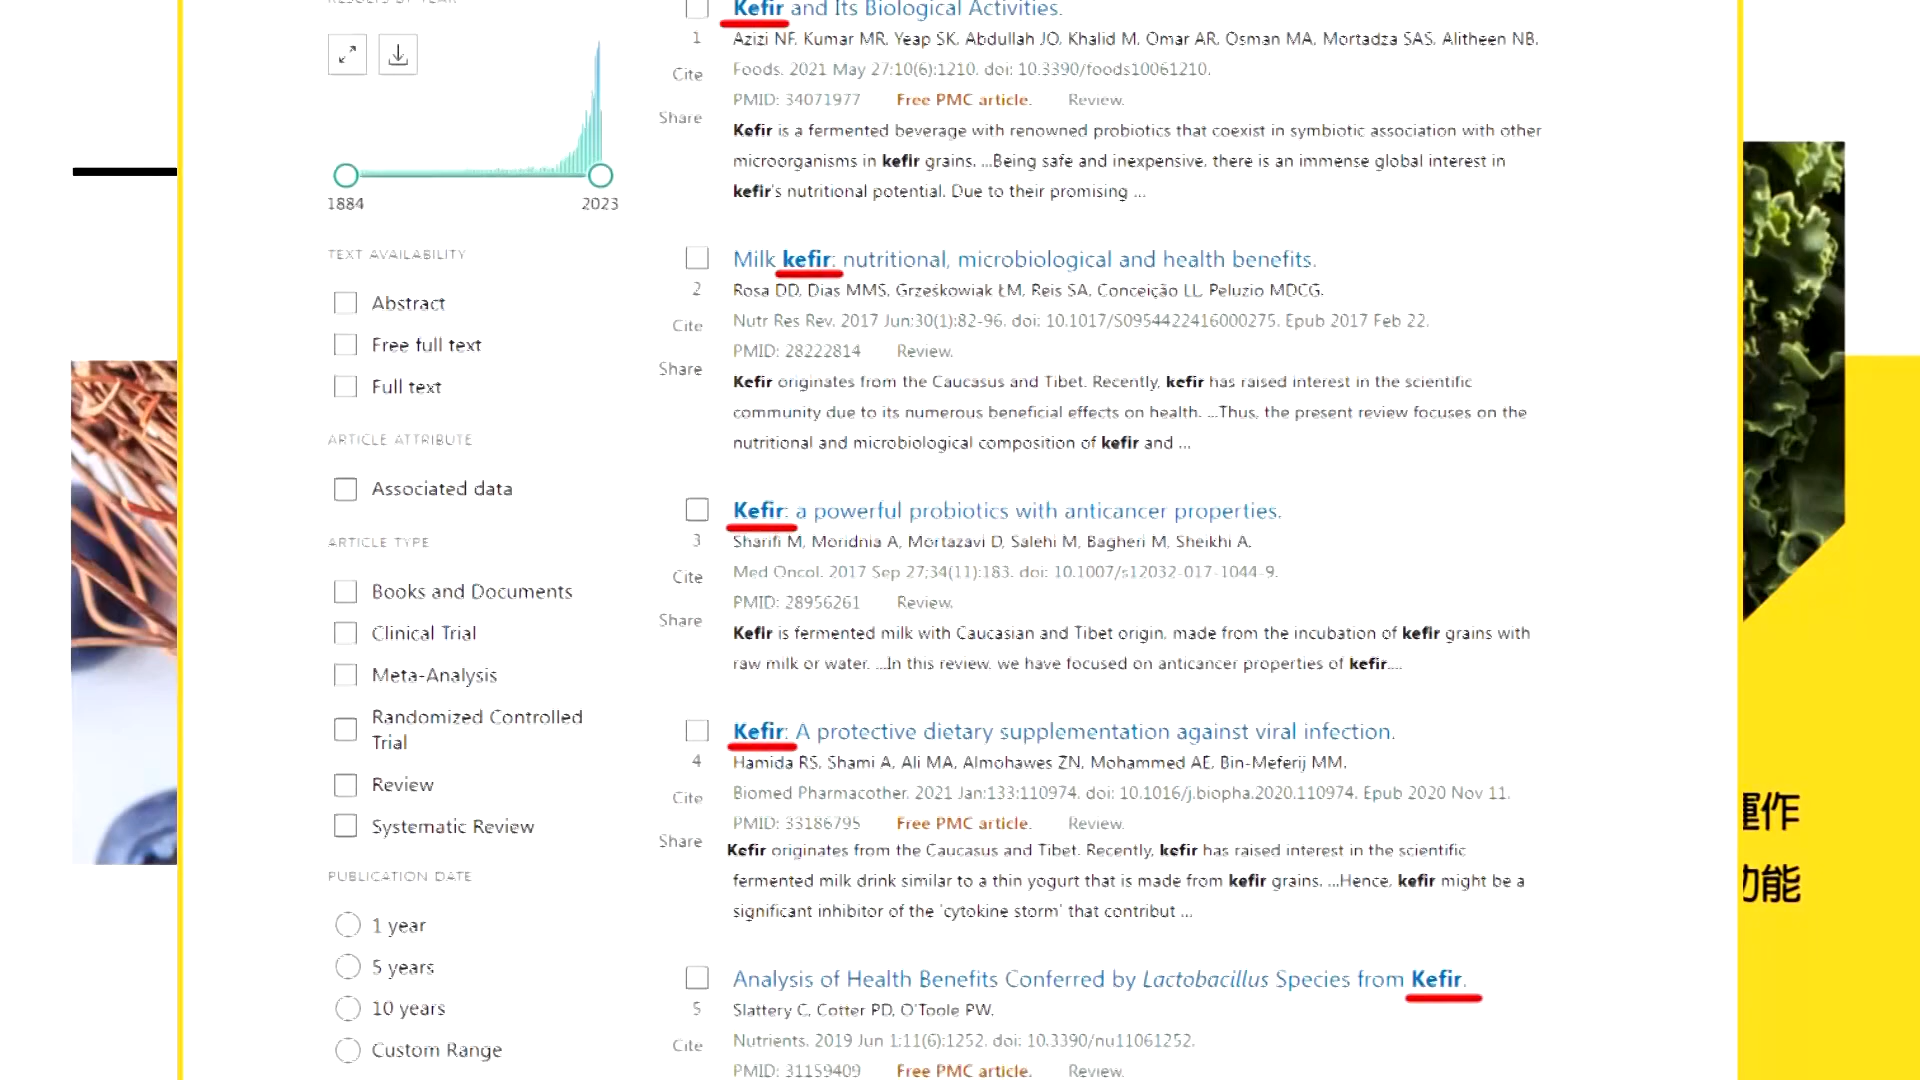 RESULTS BY YEAR
1884 2023
TEXT AVAILABILITY
Abstract
Free full text
Full text
ARTICLE ATTRIBUTE
Associated data
ARTICLE TYPE
Books and Documents
Clinical Trial
Meta-Analysis
Randomized Controlled
Trial
Review
Systematic Review
PUBLICATION DATE
1 year
5 years
10 years
Custom Range
Kefir and Its Biological Activities.
1
Azizi NF, Kumar MR, Yeap SK, Abdullah JO, Khalid M, Omar AR, Osman MA, Mortadza SAS, Alitheen NB.
Cite
Foods. 2021 May 27;10(6):1210. doi: 10.3390/foods10061210.
PMID: 34071977 Free PMC article. Review.
Share
Kefir is a fermented beverage with renowned probiotics that coexist in symbiotic association with other
microorganisms in kefir grains. ...Being safe and inexpensive, there is an immense global interest in
kefir's nutritional potential. Due to their promising ...
Milk kefir: nutritional, microbiological and health benefits.
2
Rosa DD, Dias MMS, Grześkowiak ŁM, Reis SA, Conceição LL, Peluzio MDCG.
Cite
Nutr Res Rev. 2017 Jun;30(1):82-96. doi: 10.1017/S0954422416000275. Epub 2017 Feb 22.
PMID: 28222814 Review.
Share
Kefir originates from the Caucasus and Tibet. Recently, kefir has raised interest in the scientific
community due to its numerous beneficial effects on health. ...Thus, the present review focuses on the
nutritional and microbiological composition of kefir and ...
Kefir: a powerful probiotics with anticancer properties.
3
Sharifi M, Moridnia A, Mortazavi D, Salehi M, Bagheri M, Sheikhi A.
Cite
Med Oncol. 2017 Sep 27;34(11):183. doi: 10.1007/s12032-017-1044-9.
PMID: 28956261 Review.
Share
Kefir is fermented milk with Caucasian and Tibet origin, made from the incubation of kefir grains with
raw milk or water. ...In this review, we have focused on anticancer properties of kefir....
Kefir: A protective dietary supplementation against viral infection.
4
Hamida RS, Shami A, Ali MA, Almohawes ZN, Mohammed AE, Bin-Meferij MM.
Cite
Biomed Pharmacother. 2021 Jan;133:110974. doi: 10.1016/j.biopha.2020.110974. Epub 2020 Nov 11.
PMID: 33186795 Free PMC article. Review.
Share
Kefir originates from the Caucasus and Tibet. Recently, kefir has raised interest in the scientific
fermented milk drink similar to a thin yogurt that is made from kefir grains. ...Hence, kefir might be a
significant inhibitor of the 'cytokine storm' that contribut ...
Analysis of Health Benefits Conferred by Lactobacillus Species from Kefir.
5
Slattery C, Cotter PD, O'Toole PW.
Cite
Nutrients. 2019 Jun 1;11(6):1252. doi: 10.3390/nu11061252.
PMID: 31159409 Free PMC article. Review.
運作
功能